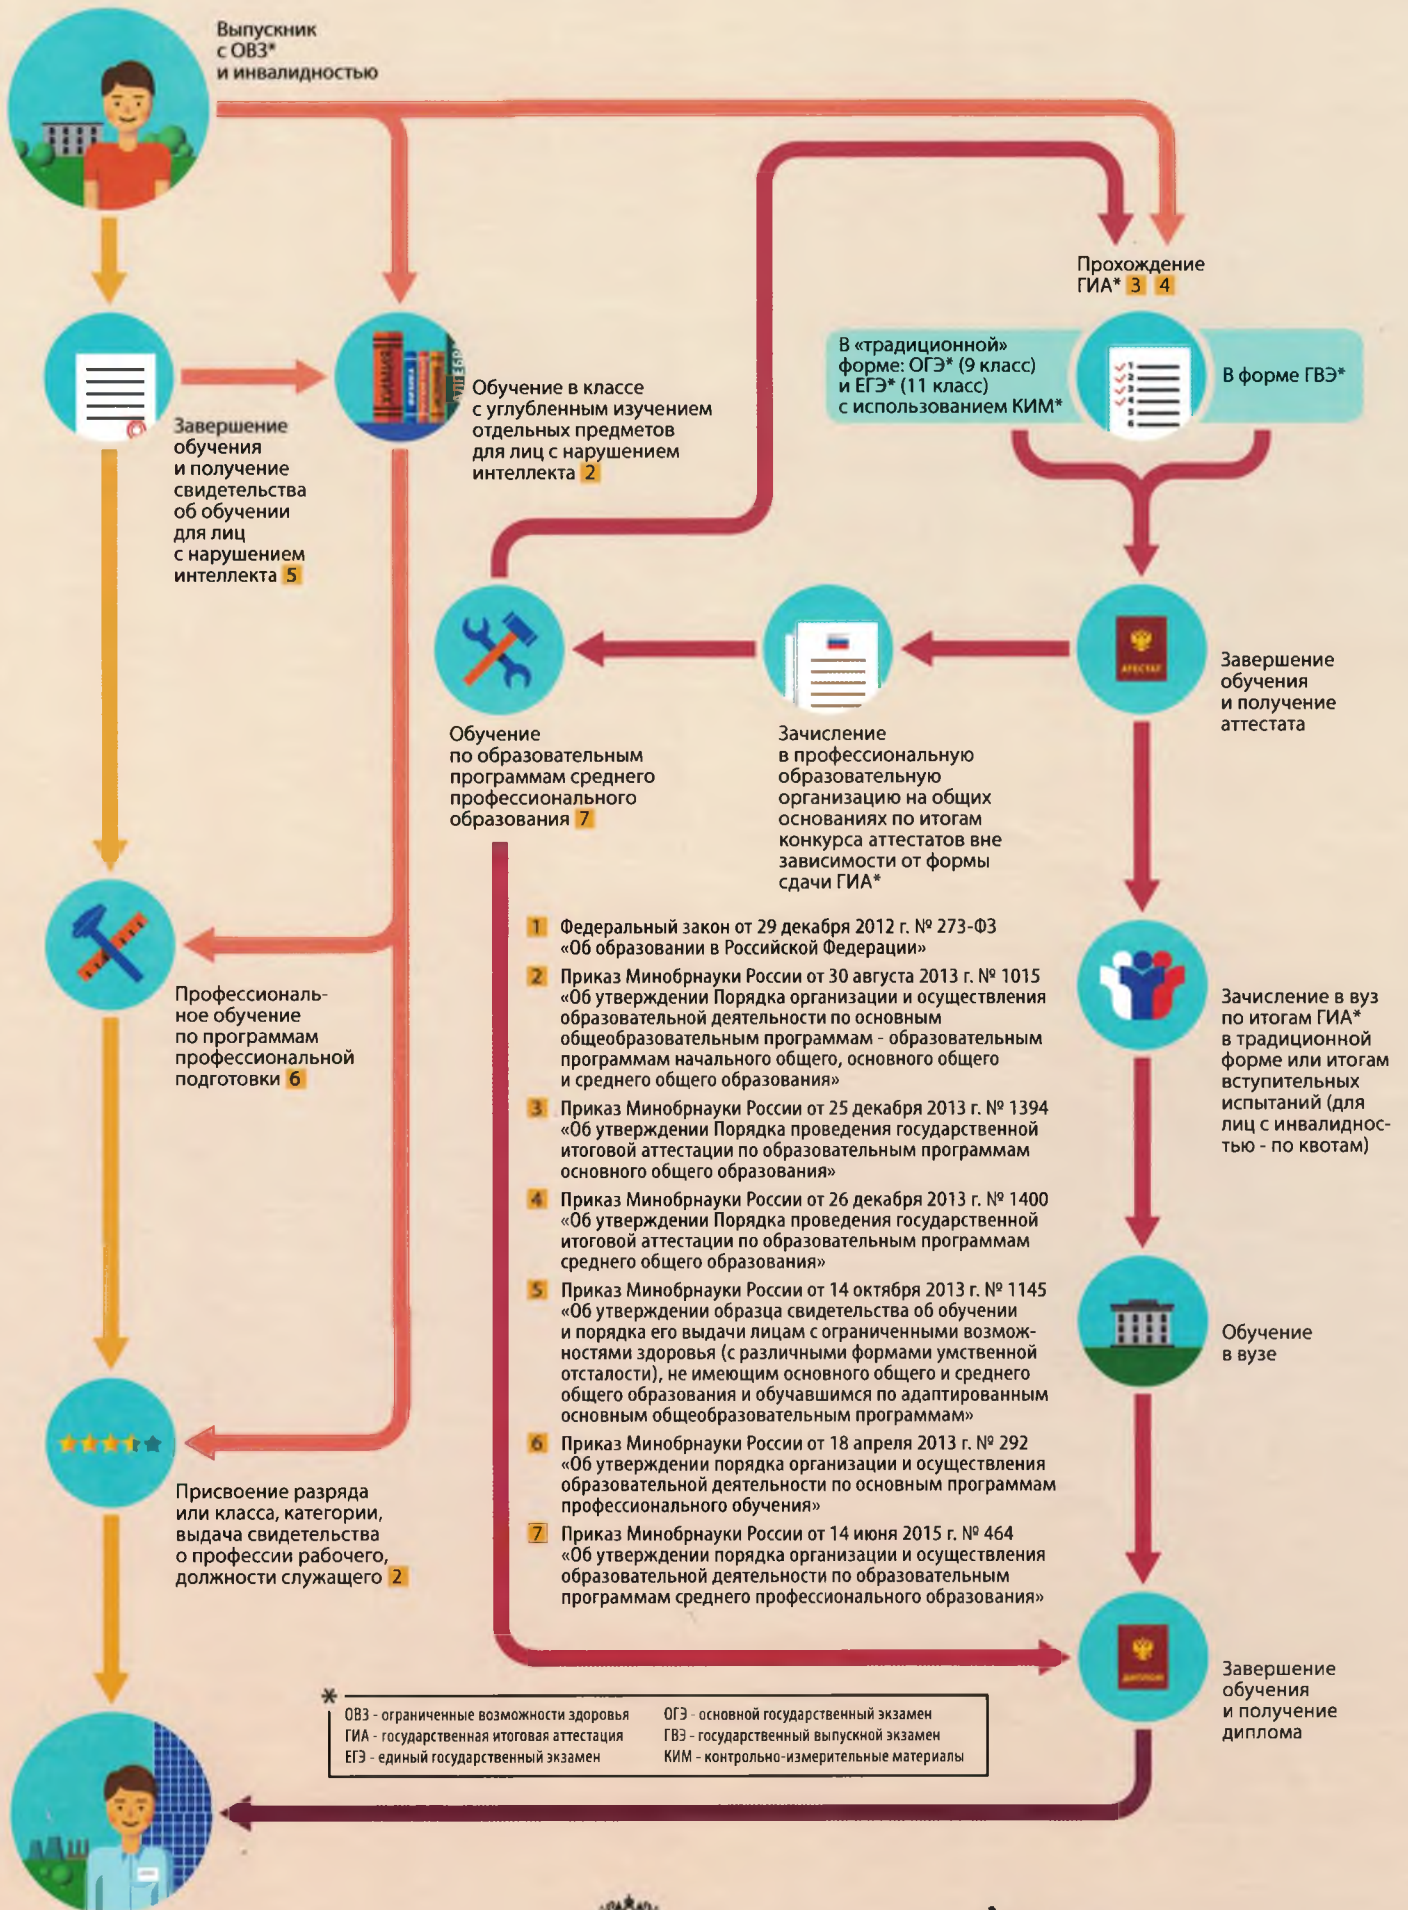 Выпускник
с ОВЗ*
и инвалидностью
Прохождение
ГИА* 3 4
В «традиционной»
форме: ОГЭ* (9 класс)
и ЕГЭ* (11 класс)
с использованием КИМ*
1
2
3
4
5
6
В форме ГВЭ*
ХИМИЯ
Обучение в классе
с углубленным изучением
отдельных предметов
для лиц с нарушением
интеллекта 2
Завершение
обучения
и получение
свидетельства
об обучении
для лиц
с нарушением
интеллекта 5
АТЕСТАТ
Завершение
обучения
и получение
аттестата
Обучение
по образовательным
программам среднего
профессионального
образования 7
Зачисление
в профессиональную
образовательную
организацию на общих
основаниях по итогам
конкурса аттестатов вне
зависимости от формы
сдачи ГИА*
Профессиональ-
ное обучение
по программам
профессиональной
подготовки 6
1 Федеральный закон от 29 декабря 2012 г. № 273-ФЗ
«Об образовании в Российской Федерации»
2 Приказ Минобрнауки России от 30 августа 2013 г. № 1015
«Об утверждении Порядка организации и осуществления
образовательной деятельности по основным
общеобразовательным программам - образовательным
программам начального общего, основного общего
и среднего общего образования»
3 Приказ Минобрнауки России от 25 декабря 2013 г. № 1394
«Об утверждении Порядка проведения государственной
итоговой аттестации по образовательным программам
основного общего образования»
4 Приказ Минобрнауки России от 26 декабря 2013 г. № 1400
«Об утверждении Порядка проведения государственной
итоговой аттестации по образовательным программам
среднего общего образования»
5 Приказ Минобрнауки России от 14 октября 2013 г. № 1145
«Об утверждении образца свидетельства об обучении
и порядка его выдачи лицам с ограниченными возмож-
ностями здоровья (с различными формами умственной
отсталости), не имеющим основного общего и среднего
общего образования и обучавшимся по адаптированным
основным общеобразовательным программам»
6 Приказ Минобрнауки России от 18 апреля 2013 г. № 292
«Об утверждении порядка организации и осуществления
образовательной деятельности по основным программам
профессионального обучения»
7 Приказ Минобрнауки России от 14 июня 2015 г. № 464
«Об утверждении порядка организации и осуществления
образовательной деятельности по образовательным
программам среднего профессионального образования»
Зачисление в вуз
по итогам ГИА*
в традиционной
форме или итогам
вступительных
испытаний (для
лиц с инвалиднос-
тью - по квотам)
Обучение
в вузе
Присвоение разряда
или класса, категории,
выдача свидетельства
о профессии рабочего,
должности служащего 2
ДИПЛОМ
Завершение
обучения
и получение
диплома
*
ОВЗ - ограниченные возможности здоровья
ГИА - государственная итоговая аттестация
ЕГЭ - единый государственный экзамен
ОГЭ - основной государственный экзамен
ГВЭ - государственный выпускной экзамен
КИМ - контрольно-измерительные материалы